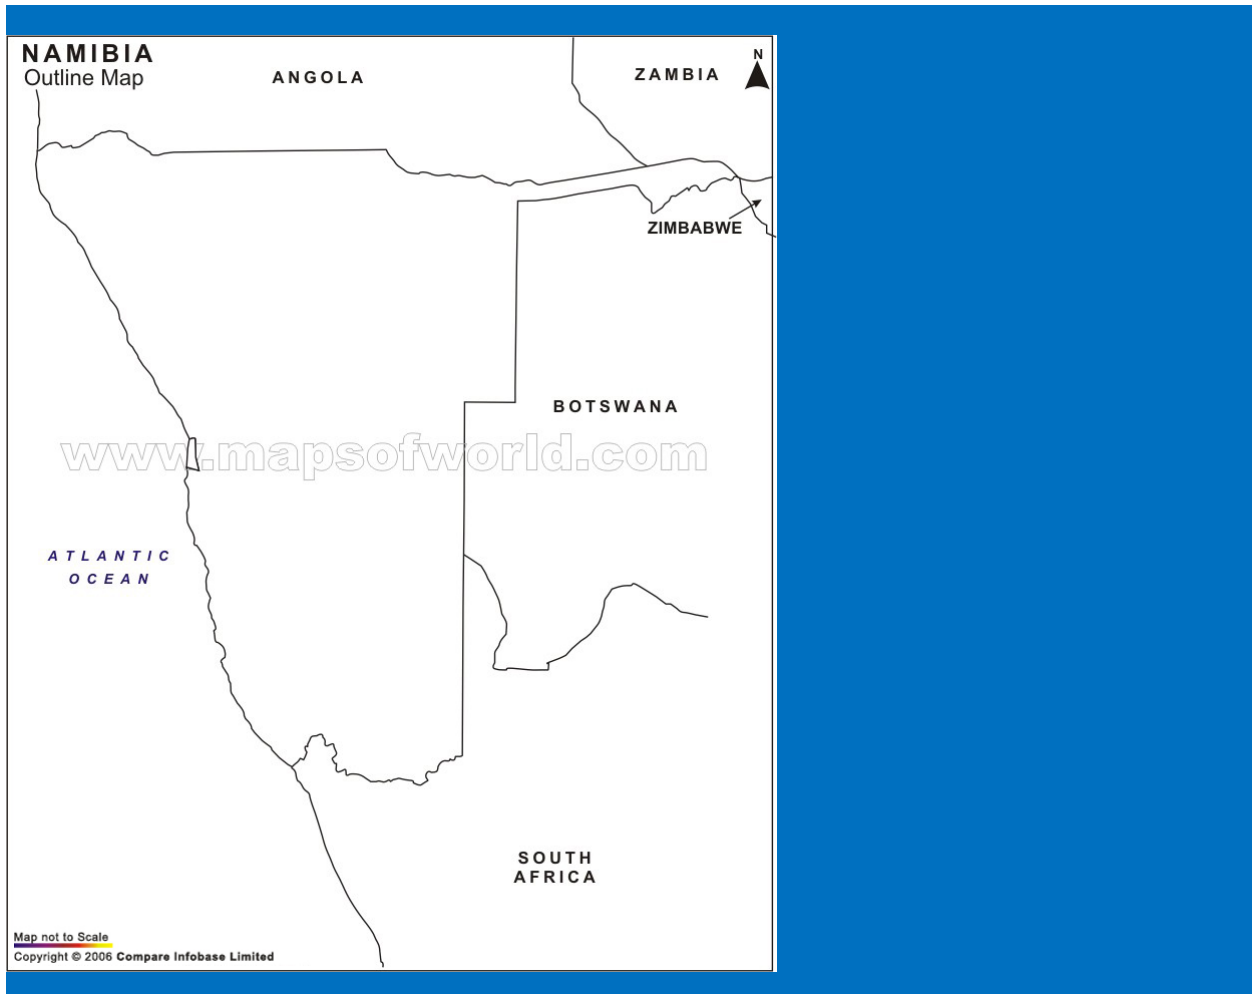 NAMIBIA
Outline Map
ANGOLA
ZAMBIA
N
ZIMBABWE
BOTSWANA
www.mapsofworld.com
ATLANTIC
OCEAN
SOUTH
AFRICA
Map not to Scale
Copyright © 2006 Compare Infobase Limited